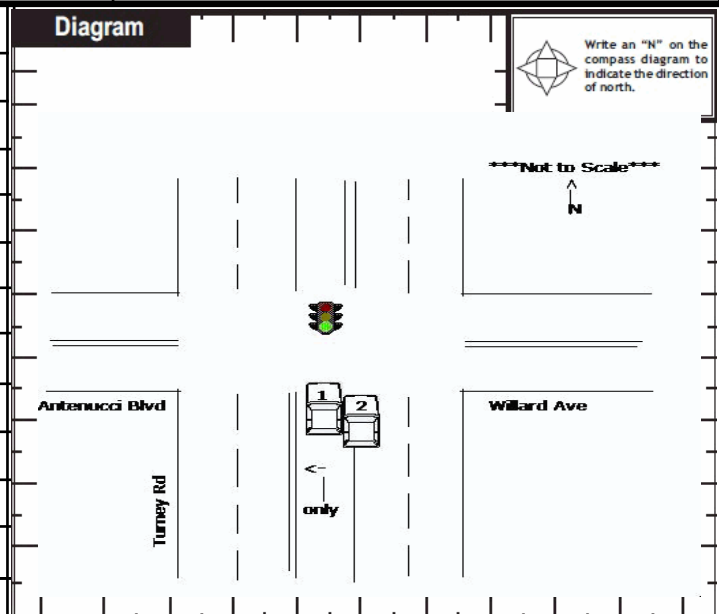 Diagram
Write an “N” on the
compass diagram to
indicate the direction
of north.
***Not to Scale***
N
1
2
Antenucci Blvd
Willard Ave
Turney Rd
only